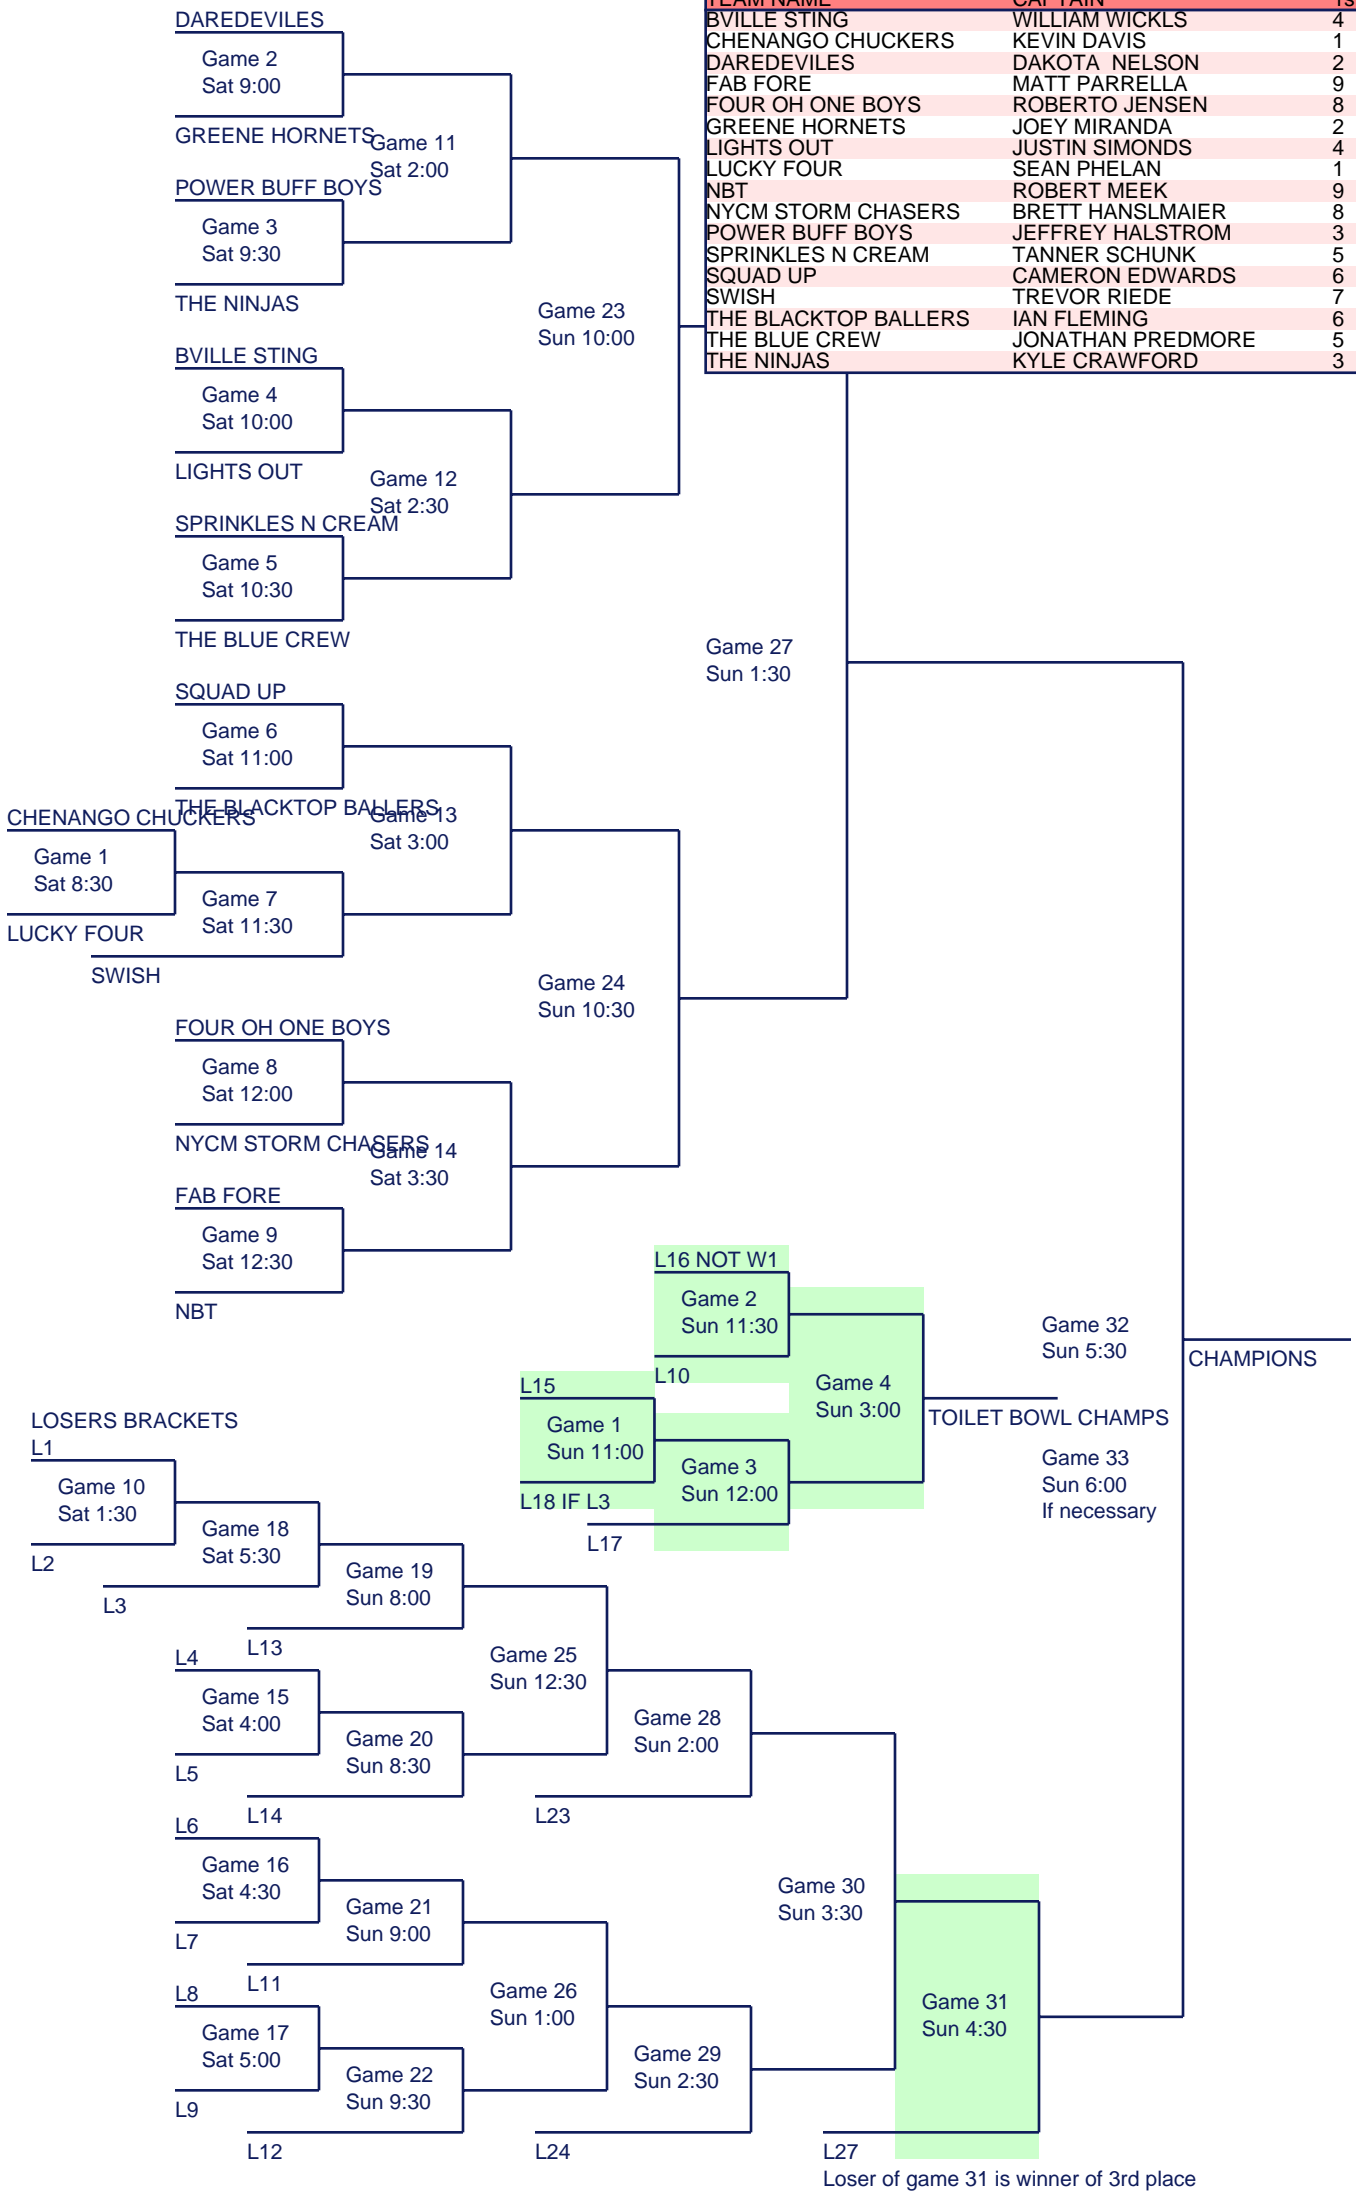 TEAM NAME CAPTAIN
BVILLE STING WILLIAM WICKLS 4
CHENANGO CHUCKERS KEVIN DAVIS 1
DAREDEVILES DAKOTA NELSON 2
FAB FORE MATT PARRELLA 9
FOUR OH ONE BOYS ROBERTO JENSEN 8
GREENE HORNETS JOEY MIRANDA 2
LIGHTS OUT JUSTIN SIMONDS 4
LUCKY FOUR SEAN PHELAN 1
NBT ROBERT MEEK 9
NYCM STORM CHASERS BRETT HANSLMAIER 8
POWER BUFF BOYS JEFFREY HALSTROM 3
SPRINKLES N CREAM TANNER SCHUNK 5
SQUAD UP CAMERON EDWARDS 6
SWISH TREVOR RIEDE 7
THE BLACKTOP BALLERS IAN FLEMING 6
THE BLUE CREW JONATHAN PREDMORE 5
THE NINJAS KYLE CRAWFORD 3
DAREDEVILES
Game 2
Sat 9:00
GREENE HORNETS
Game 11
Sat 2:00
POWER BUFF BOYS
Game 3
Sat 9:30
THE NINJAS
Game 23
Sun 10:00
BVILLE STING
Game 4
Sat 10:00
LIGHTS OUT
Game 12
Sat 2:30
SPRINKLES N CREAM
Game 5
Sat 10:30
THE BLUE CREW
Game 27
Sun 1:30
SQUAD UP
Game 6
Sat 11:00
THE BLACKTOP BALLERS
Game 13
Sat 3:00
CHENANGO CHUCKERS
Game 1
Sat 8:30
LUCKY FOUR
Game 7
Sat 11:30
SWISH
Game 24
Sun 10:30
FOUR OH ONE BOYS
Game 8
Sat 12:00
NYCM STORM CHASERS
Game 14
Sat 3:30
FAB FORE
Game 9
Sat 12:30
NBT
L16 NOT W1
Game 2
Sun 11:30
L10
L15
Game 1
Sun 11:00
L18 IF L3
Game 3
Sun 12:00
L17
Game 4
Sun 3:00
TOILET BOWL CHAMPS
Game 32
Sun 5:30
CHAMPIONS
Game 33
Sun 6:00
If necessary
LOSERS BRACKETS
L1
Game 10
Sat 1:30
L2
Game 18
Sat 5:30
L3
Game 19
Sun 8:00
L13
L4
Game 15
Sat 4:00
L5
Game 20
Sun 8:30
L14
Game 25
Sun 12:30
Game 28
Sun 2:00
L23
L6
Game 16
Sat 4:30
L7
Game 21
Sun 9:00
L11
L8
Game 17
Sat 5:00
L9
Game 22
Sun 9:30
L12
Game 26
Sun 1:00
Game 29
Sun 2:30
L24
Game 30
Sun 3:30
Game 31
Sun 4:30
L27
Loser of game 31 is winner of 3rd place